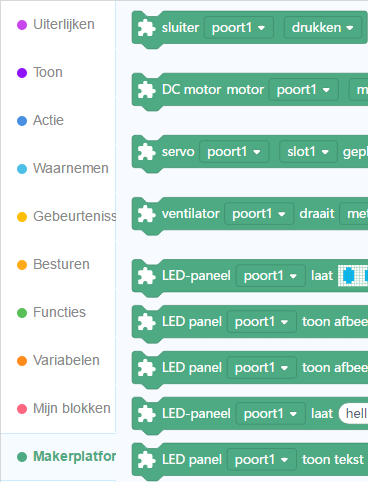 Uiterlijken
Toon
Actie
Waarnemen
Gebeurteniss
Besturen
Functies
Variabelen
Mijn blokken
Makerplatfor
sluiter poort1 drukken
DC motor motor poort1 m
servo poort1 slot1 gepl
ventilator poort1 draait met
LED-paneel poort1 laat
LED panel poort1 toon afbee
LED panel poort1 toon afbee
LED-paneel poort1 laat hell
LED panel poort1 toon tekst